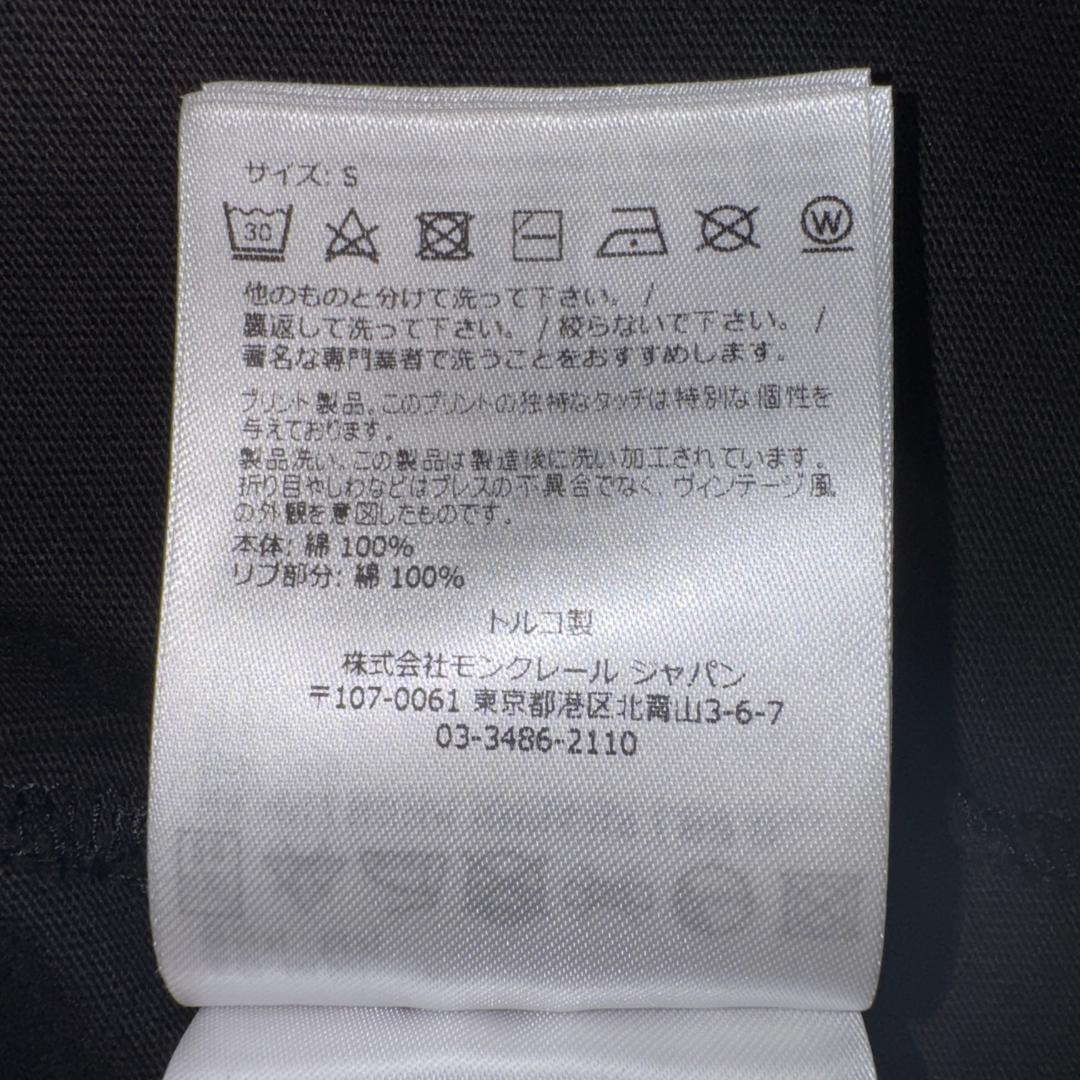 サイズ: S
30
W
他のものと分けて洗って下さい。 /
裏返して洗って下さい。 / 絞らないで下さい。 /
著名な専門業者で洗うことをおすすめします。
プリント製品。このプリントの独特なタッチは特別な個性を
与えております。
製品洗い。この製品は製造後に洗い加工されています。
折り目やしわなどはプレスの不具合でなく、ヴィンテージ風
の外観を意図したものです。
本体: 綿 100%
リブ部分: 綿 100%
トルコ製
株式会社モンクレール ジャパン
〒107-0061 東京都港区北青山3-6-7
03-3486-2110